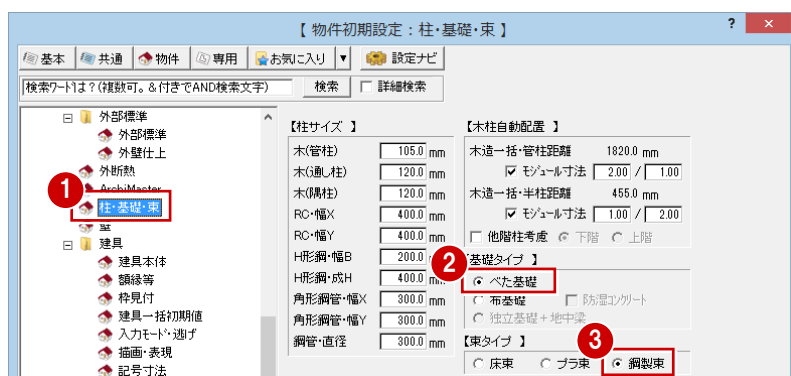 【 物件初期設定：柱・基礎・束 】 ? ×
基本 共通 物件 専用 お気に入り ▼ 設定ナビ
検索ワードは？(複数可。＆付きでAND検索文字) 検索 詳細検索
外部標準
外部標準
外壁仕上
外断熱
ArchiMaster
1
柱・基礎・束
壁
建具
建具本体
額縁等
枠見付
建具一括初期値
入力モード・逃げ
描画・表現
記号寸法
【柱サイズ 】
木(管柱) 105.0 mm
木(通し柱) 120.0 mm
木(隅柱) 120.0 mm
RC・幅X 400.0 mm
RC・幅Y 400.0 mm
H形鋼・幅B 200.0 mm
H形鋼・成H 400.0 mm
角形鋼管・幅X 300.0 mm
角形鋼管・幅Y 300.0 mm
鋼管・直径 300.0 mm
【木柱自動配置 】
木造一括・管柱距離 1820.0 mm
モジュール寸法 2.00 / 1.00
木造一括・半柱距離 455.0 mm
モジュール寸法 1.00 / 2.00
他階柱考慮 下階 上階
2
【基礎タイプ 】
べた基礎
布基礎 防湿コンクリート
独立基礎＋地中梁
3
【束タイプ 】
床束 プラ束 鋼製束